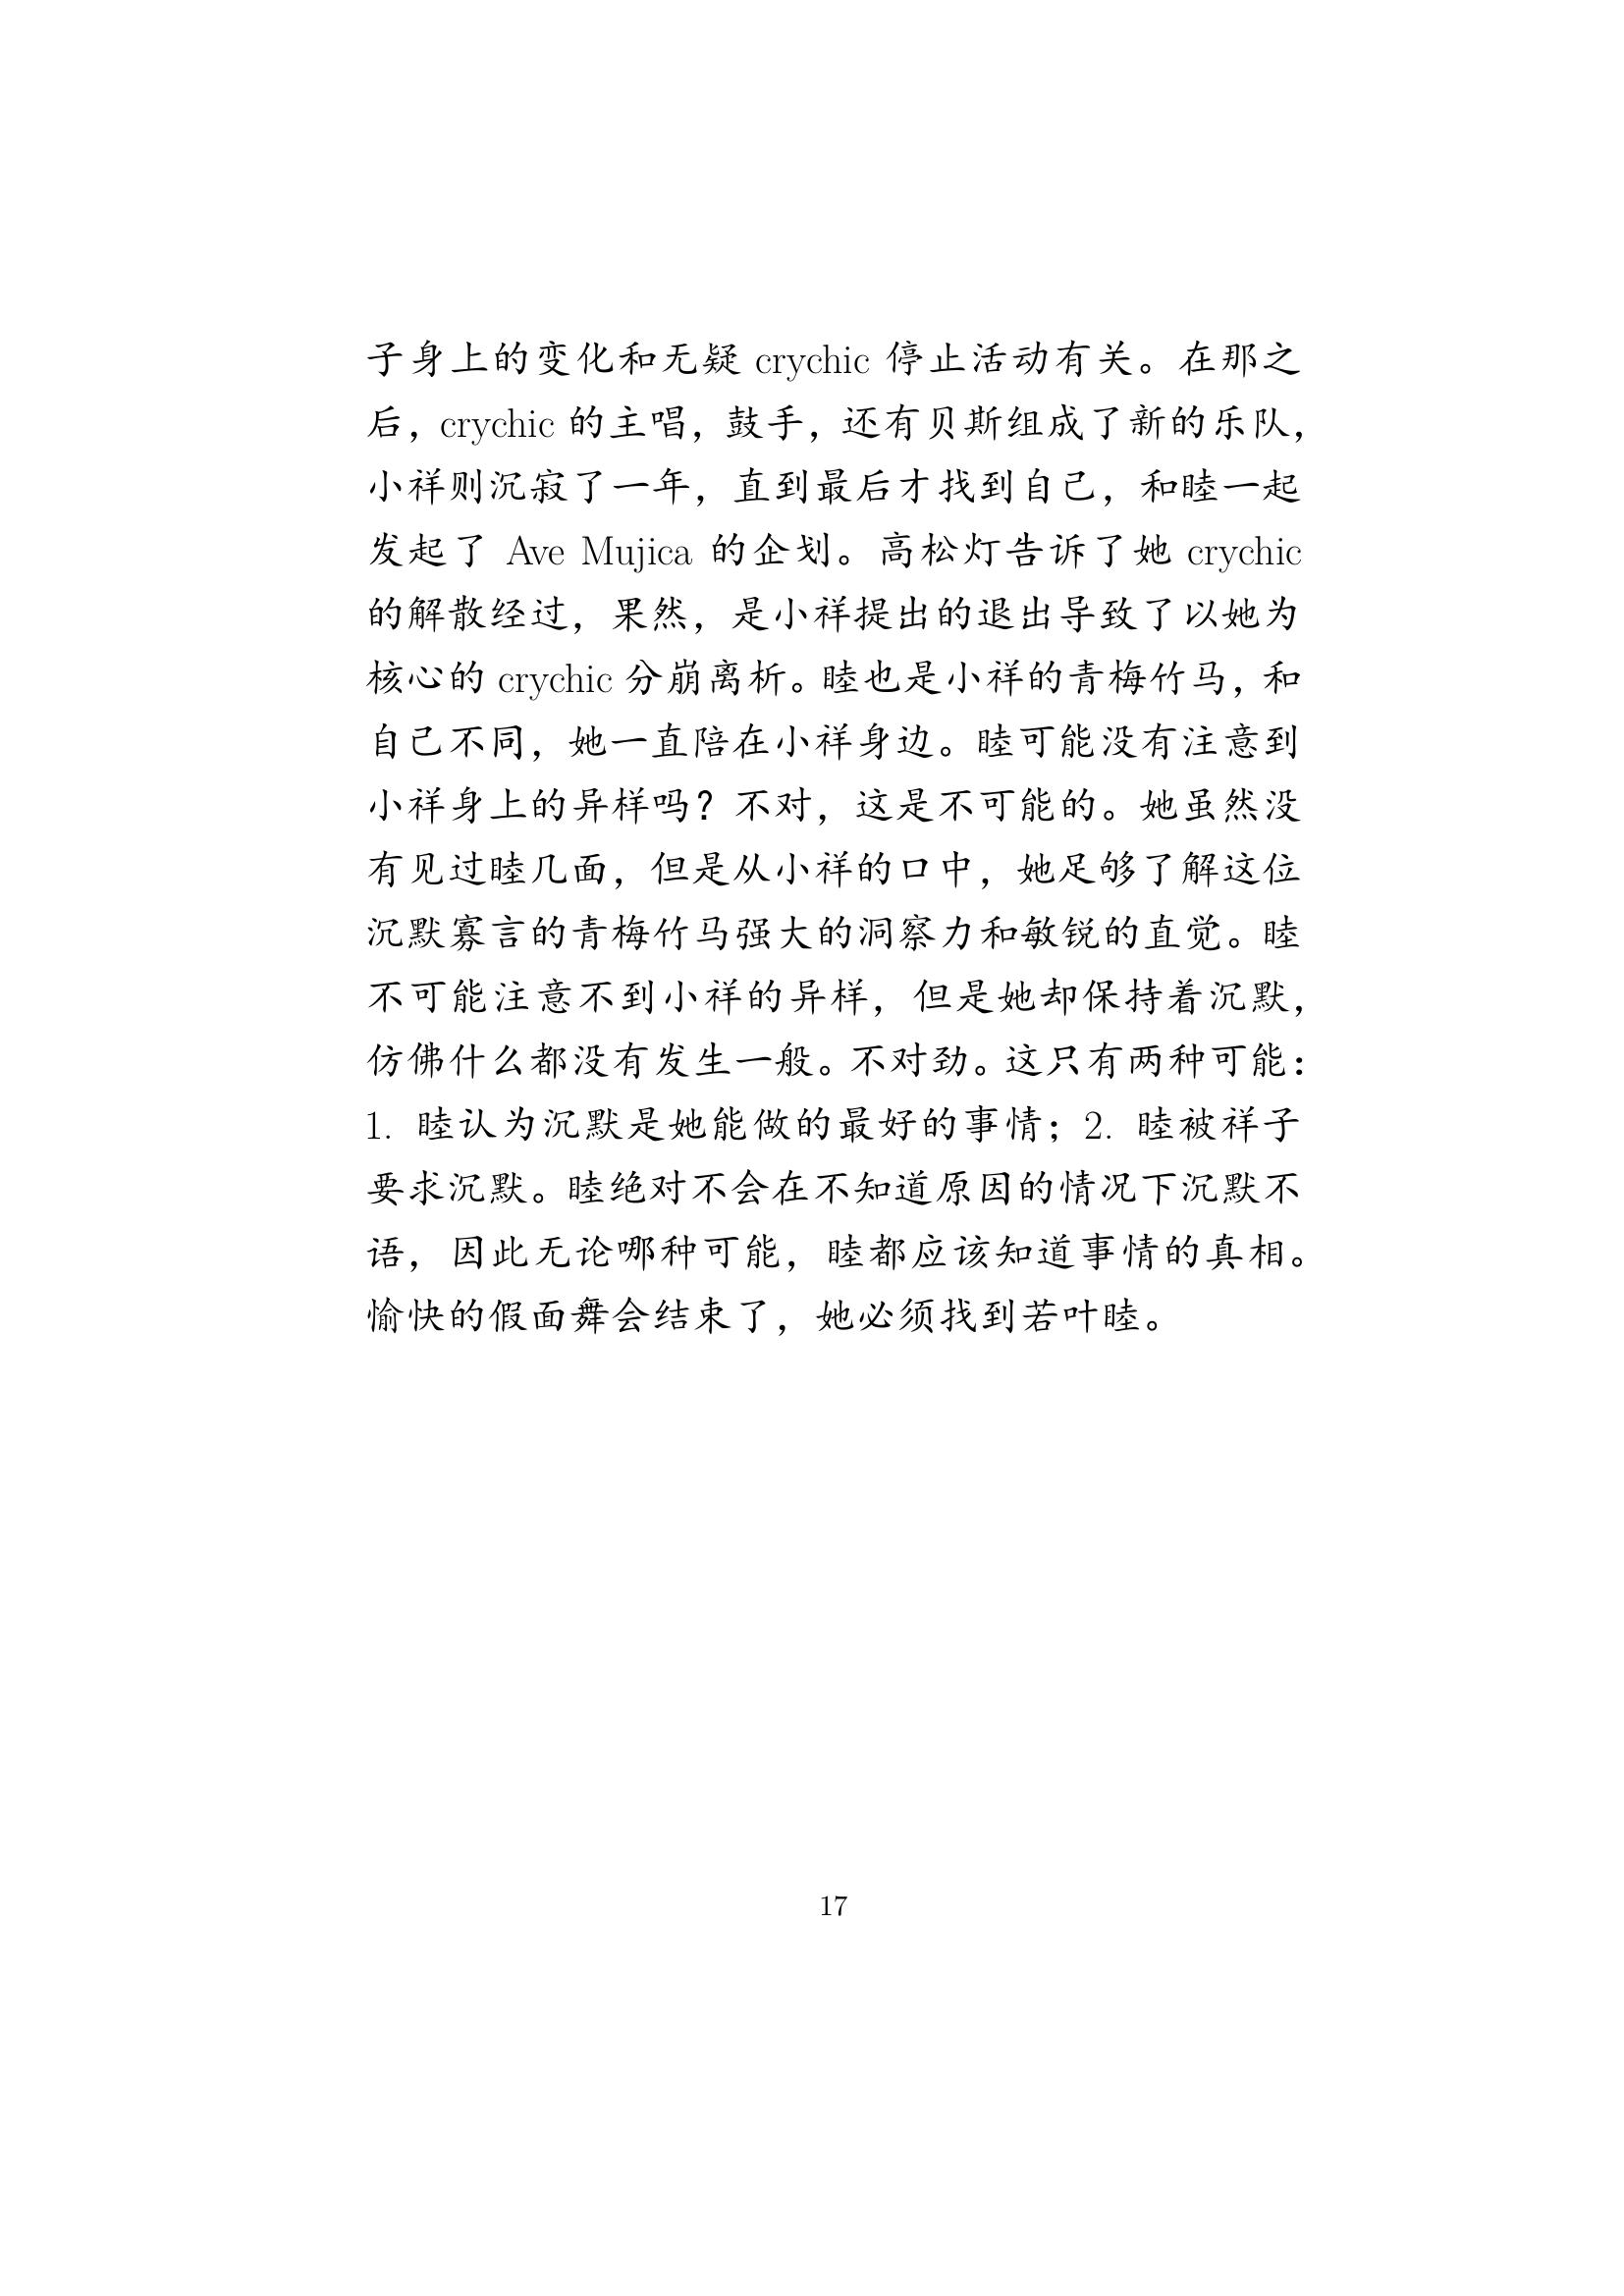 子身上的变化和无疑 crychic 停止活动有关。在那之
后，crychic 的主唱，鼓手，还有贝斯组成了新的乐队，
小祥则沉寂了一年，直到最后才找到自己，和睦一起
发起了 Ave Mujica 的企划。高松灯告诉了她 crychic
的解散经过，果然，是小祥提出的退出导致了以她为
核心的 crychic 分崩离析。睦也是小祥的青梅竹马，和
自己不同，她一直陪在小祥身边。睦可能没有注意到
小祥身上的异样吗？不对，这是不可能的。她虽然没
有见过睦几面，但是从小祥的口中，她足够了解这位
沉默寡言的青梅竹马强大的洞察力和敏锐的直觉。睦
不可能注意不到小祥的异样，但是她却保持着沉默，
仿佛什么都没有发生一般。不对劲。这只有两种可能：
1. 睦认为沉默是她能做的最好的事情；2. 睦被祥子
要求沉默。睦绝对不会在不知道原因的情况下沉默不
语，因此无论哪种可能，睦都应该知道事情的真相。
愉快的假面舞会结束了，她必须找到若叶睦。
17